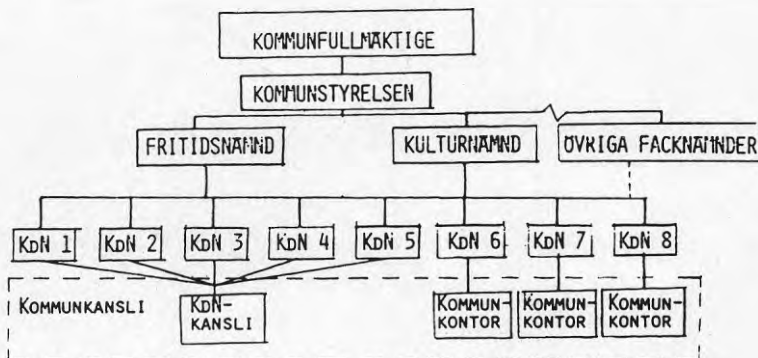 KOMMUNFULLMÄKTIGE
KOMMUNSTYRELSEN
FRITIDSNÄMND
KULTURNÄMND
ÖVRIGA FACKNÄMNDER
KDN 1
KDN 2
KDN 3
KDN 4
KDN 5
KDN 6
KDN 7
KDN 8
KOMMUNKANSLI
KDN-
KANSLI
KOMMUN-
KONTOR
KOMMUN-
KONTOR
KOMMUN-
KONTOR